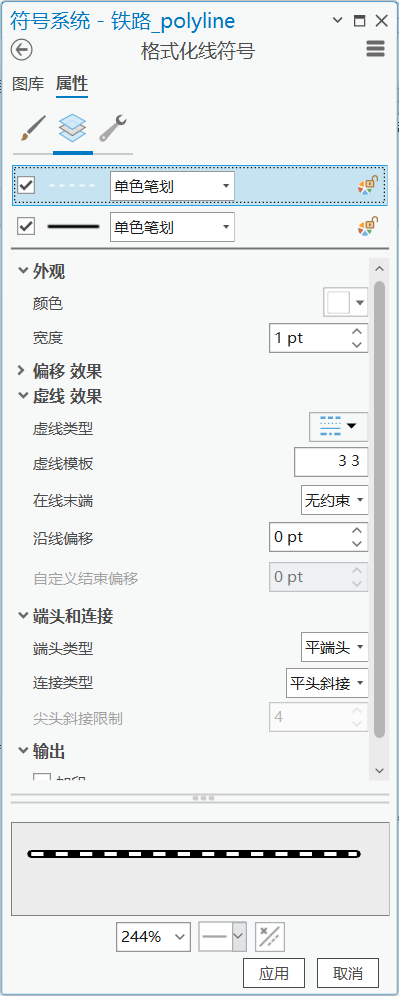 符号系统 - 铁路_polyline
格式化线符号
图库 属性
单色笔划
单色笔划
外观
颜色
宽度 1 pt
偏移 效果
虚线 效果
虚线类型
虚线模板 3 3
在线末端 无约束
沿线偏移 0 pt
自定义结束偏移 0 pt
端头和连接
端头类型 平端头
连接类型 平头斜接
尖头斜接限制 4
输出
244%
应用 取消